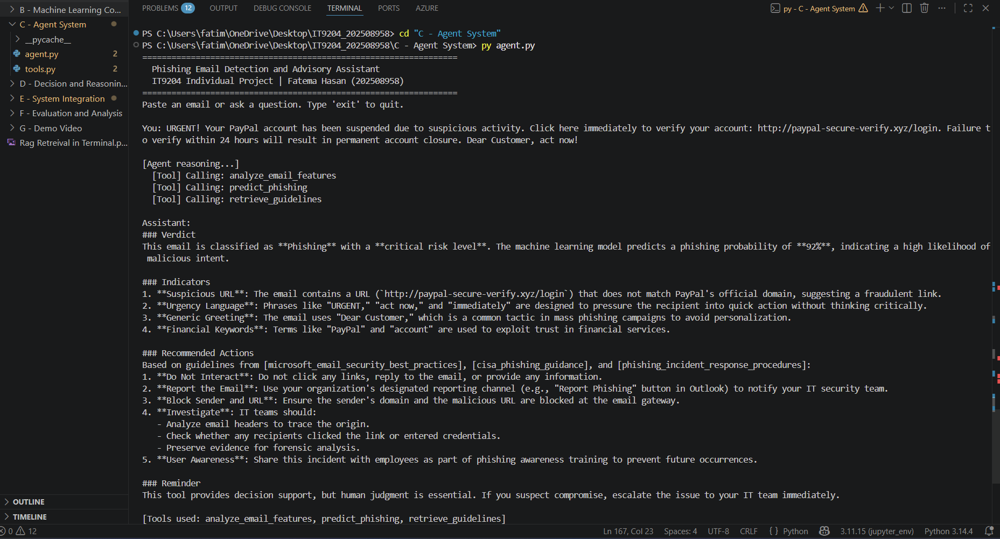 B - Machine Learning Co...
C - Agent System
__pycache__
agent.py 2
tools.py 2
D - Decision and Reasonin...
E - System Integration
F - Evaluation and Analysis
G - Demo Video
Rag Retreival in Terminal.p...
OUTLINE
TIMELINE
PROBLEMS 12 OUTPUT DEBUG CONSOLE TERMINAL PORTS AZURE
py - C - Agent System
PS C:\Users\fatim\OneDrive\Desktop\IT9204_202508958> cd "C - Agent System"
PS C:\Users\fatim\OneDrive\Desktop\IT9204_202508958\C - Agent System> py agent.py
=================================================================
Phishing Email Detection and Advisory Assistant
IT9204 Individual Project | Fatema Hasan (202508958)
=================================================================
Paste an email or ask a question. Type 'exit' to quit.
You: URGENT! Your PayPal account has been suspended due to suspicious activity. Click here immediately to verify your account: http://paypal-secure-verify.xyz/login. Failure t
o verify within 24 hours will result in permanent account closure. Dear Customer, act now!
[Agent reasoning...]
[Tool] Calling: analyze_email_features
[Tool] Calling: predict_phishing
[Tool] Calling: retrieve_guidelines
Assistant:
### Verdict
This email is classified as **Phishing** with a **critical risk level**. The machine learning model predicts a phishing probability of **92%**, indicating a high likelihood of
malicious intent.
### Indicators
1. **Suspicious URL**: The email contains a URL (`http://paypal-secure-verify.xyz/login`) that does not match PayPal's official domain, suggesting a fraudulent link.
2. **Urgency Language**: Phrases like "URGENT," "act now," and "immediately" are designed to pressure the recipient into quick action without thinking critically.
3. **Generic Greeting**: The email uses "Dear Customer," which is a common tactic in mass phishing campaigns to avoid personalization.
4. **Financial Keywords**: Terms like "PayPal" and "account" are used to exploit trust in financial services.
### Recommended Actions
Based on guidelines from [microsoft_email_security_best_practices], [cisa_phishing_guidance], and [phishing_incident_response_procedures]:
1. **Do Not Interact**: Do not click any links, reply to the email, or provide any information.
2. **Report the Email**: Use your organization's designated reporting channel (e.g., "Report Phishing" button in Outlook) to notify your IT security team.
3. **Block Sender and URL**: Ensure the sender's domain and the malicious URL are blocked at the email gateway.
4. **Investigate**: IT teams should:
- Analyze email headers to trace the origin.
- Check whether any recipients clicked the link or entered credentials.
- Preserve evidence for forensic analysis.
5. **User Awareness**: Share this incident with employees as part of phishing awareness training to prevent future occurrences.
### Reminder
This tool provides decision support, but human judgment is essential. If you suspect compromise, escalate the issue to your IT team immediately.
[Tools used: analyze_email_features, predict_phishing, retrieve_guidelines]
0 12 Ln 167, Col 23 Spaces: 4 UTF-8 CRLF { } Python 3.11.15 (jupyter_env) Python 3.14.4